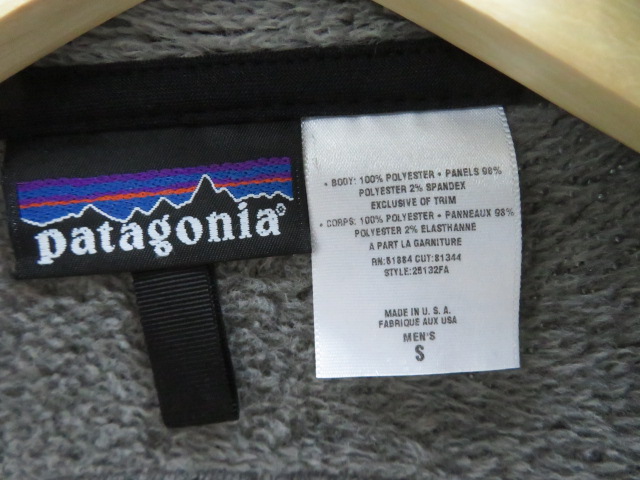 patagonia®
• BODY: 100% POLYESTER • PANELS 98%
POLYESTER 2% SPANDEX
EXCLUSIVE OF TRIM
• CORPS: 100% POLYESTER • PANNEAUX 98%
POLYESTER 2% ELASTHANNE
A PART LA GARNITURE
RN:51884 CUT:81344
STYLE:25132FA
MADE IN U.S.A.
FABRIQUE AUX USA
MEN'S
S